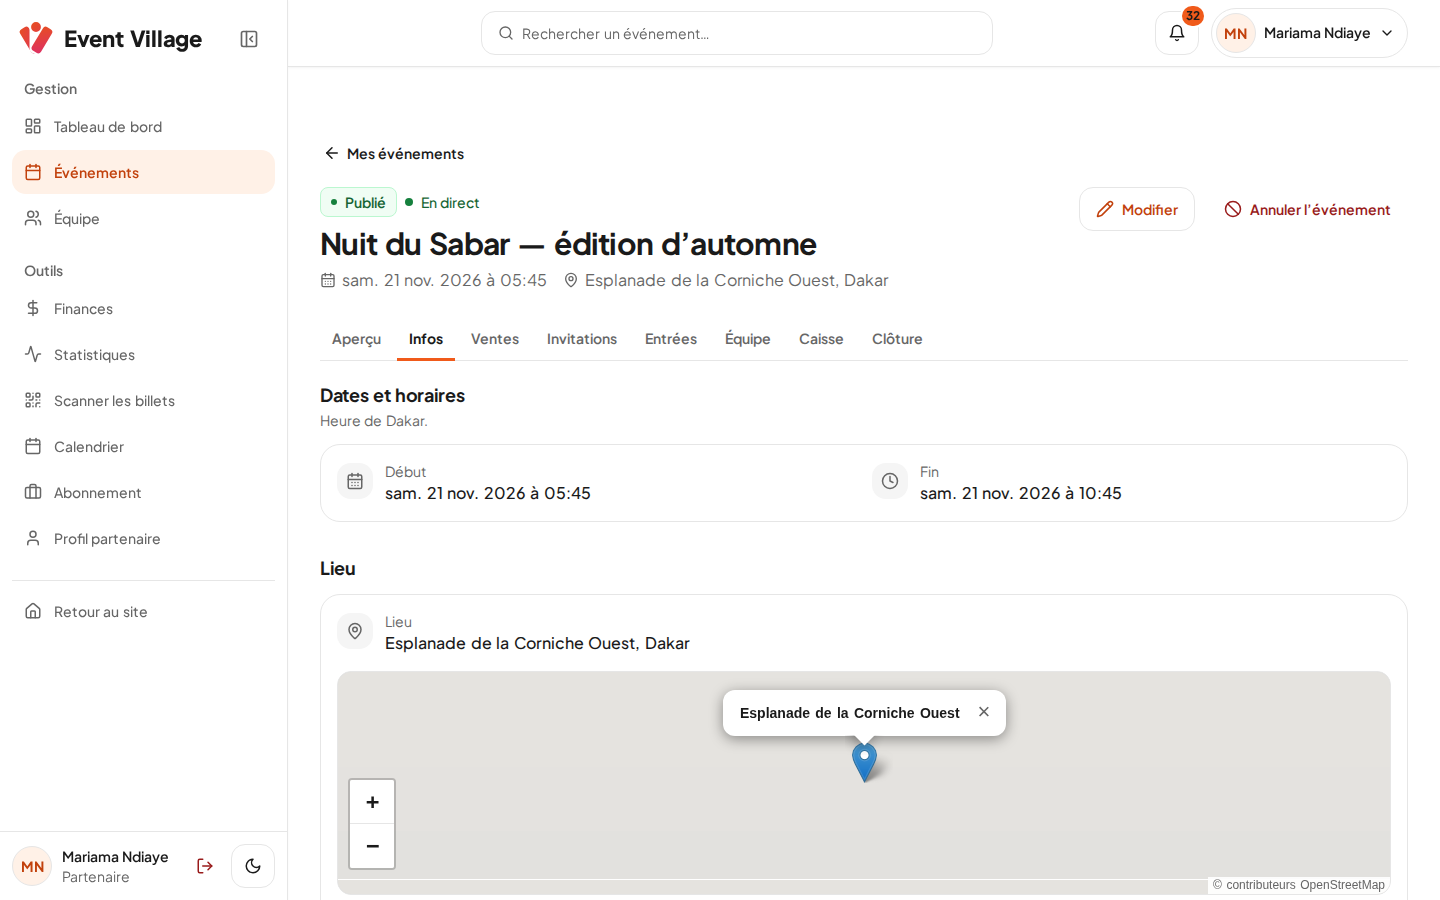 Event Village
Rechercher un événement…
32
MN
Mariama Ndiaye
Gestion
Tableau de bord
Événements
Équipe
Outils
Finances
Statistiques
Scanner les billets
Calendrier
Abonnement
Profil partenaire
Retour au site
MN
Mariama Ndiaye
Partenaire
Mes événements
Publié
En direct
Modifier
Annuler l’événement
Nuit du Sabar — édition d’automne
sam. 21 nov. 2026 à 05:45
Esplanade de la Corniche Ouest, Dakar
Aperçu
Infos
Ventes
Invitations
Entrées
Équipe
Caisse
Clôture
Dates et horaires
Heure de Dakar.
Début
sam. 21 nov. 2026 à 05:45
Fin
sam. 21 nov. 2026 à 10:45
Lieu
Lieu
Esplanade de la Corniche Ouest, Dakar
Esplanade de la Corniche Ouest
×
+
−
© contributeurs OpenStreetMap